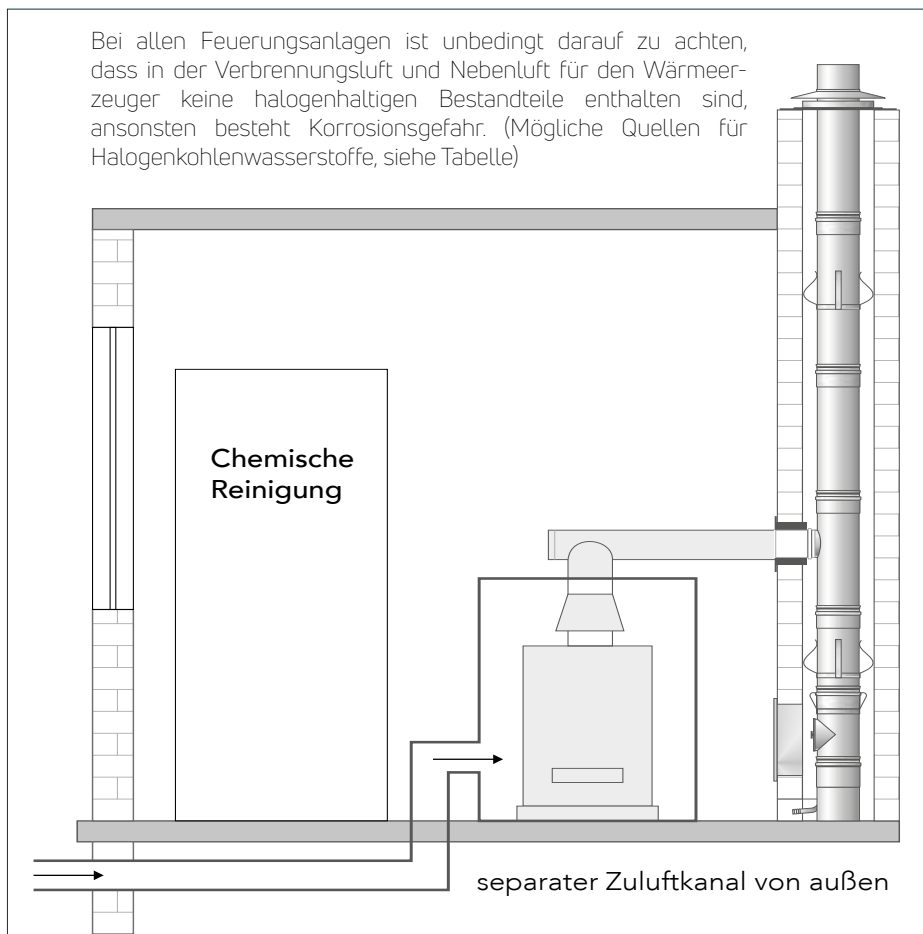 Bei allen Feuerungsanlagen ist unbedingt darauf zu achten,
dass in der Verbrennungsluft und Nebenluft für den Wärmeer-
zeuger keine halogenhaltigen Bestandteile enthalten sind,
ansonsten besteht Korrosionsgefahr. (Mögliche Quellen für
Halogenkohlenwasserstoffe, siehe Tabelle)
Chemische
Reinigung
separater Zuluftkanal von außen